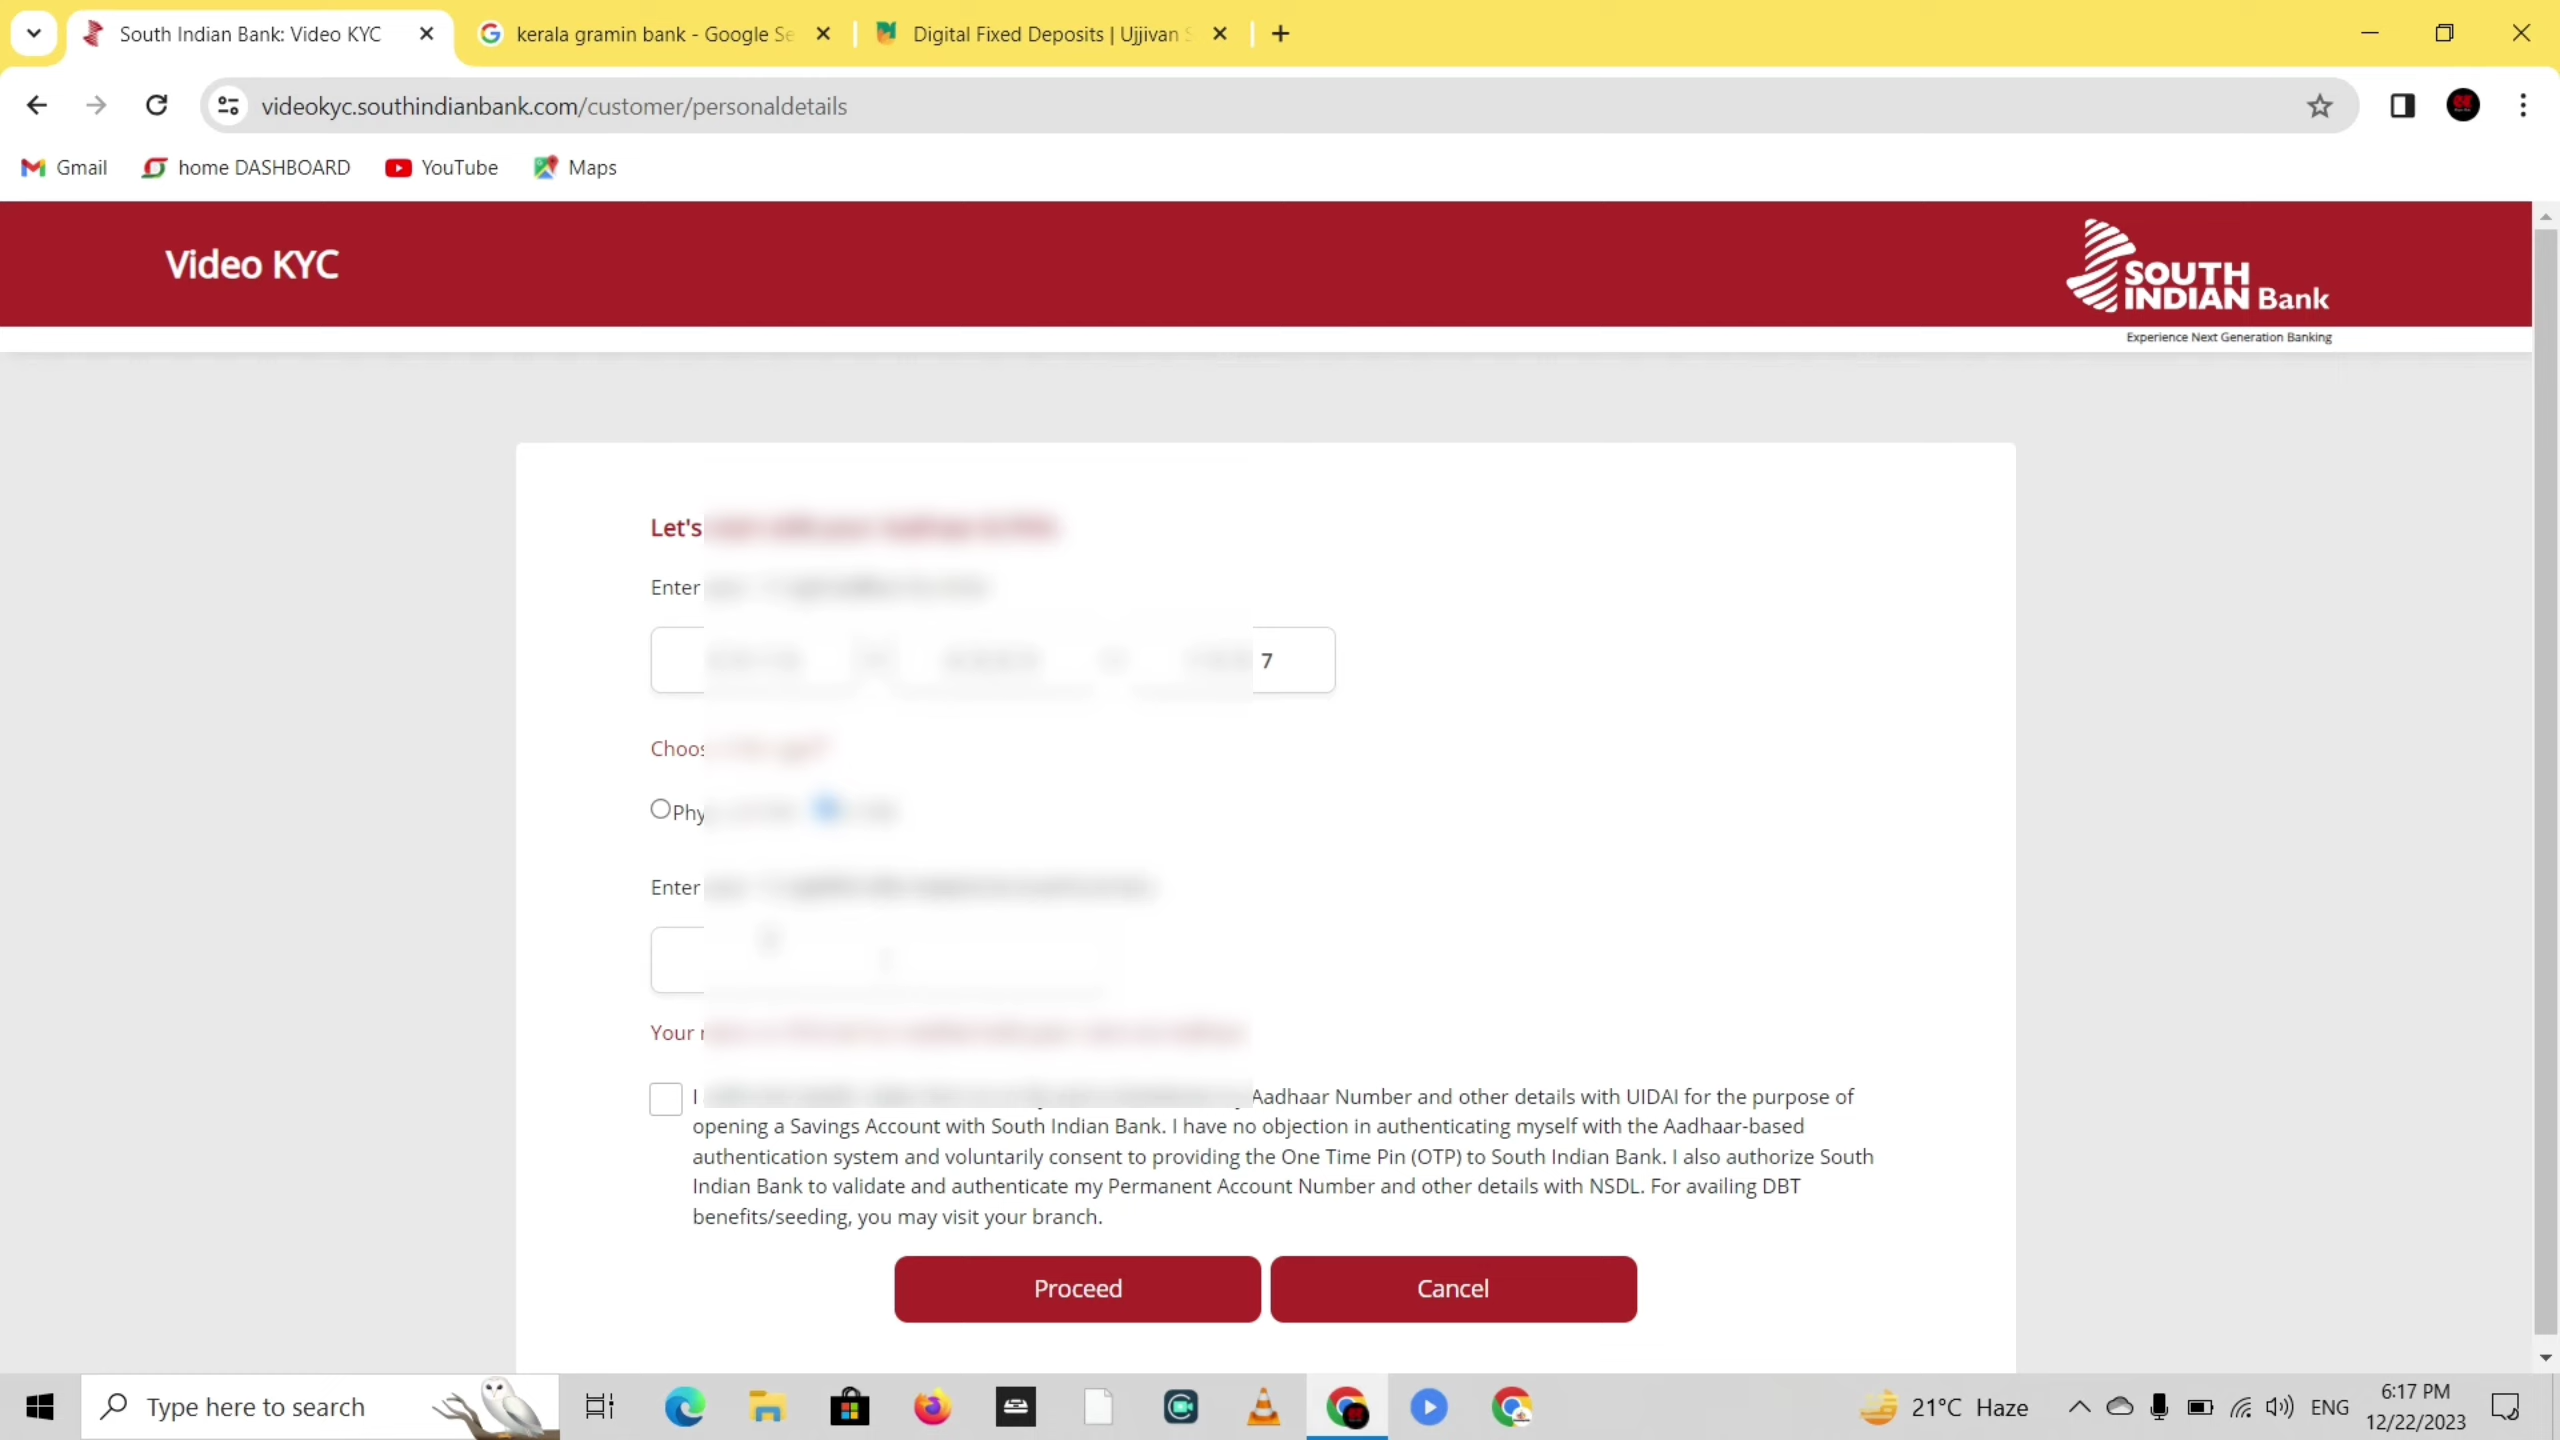 South Indian Bank: Video KYC
kerala gramin bank - Google Se
Digital Fixed Deposits | Ujjivan S
videokyc.southindianbank.com/customer/personaldetails
Gmail
home DASHBOARD
YouTube
Maps
Video KYC
SOUTH
INDIAN Bank
Experience Next Generation Banking
Let's
Enter
7
Choos
Phy
Enter
Your
I Aadhaar Number and other details with UIDAI for the purpose of
opening a Savings Account with South Indian Bank. I have no objection in authenticating myself with the Aadhaar-based
authentication system and voluntarily consent to providing the One Time Pin (OTP) to South Indian Bank. I also authorize South
Indian Bank to validate and authenticate my Permanent Account Number and other details with NSDL. For availing DBT
benefits/seeding, you may visit your branch.
Proceed
Cancel
Type here to search
21°C Haze
ENG
6:17 PM
12/22/2023